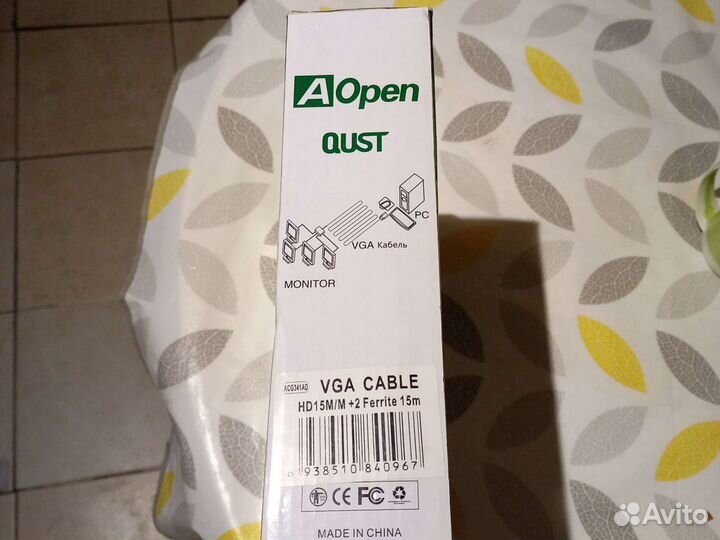 AOpen
QUST
PC
VGA Кабель
MONITOR
ACG341AD
VGA CABLE
HD15M/M +2 Ferrite 15m
6 938510 840967
CE FC
MADE IN CHINA
Avito